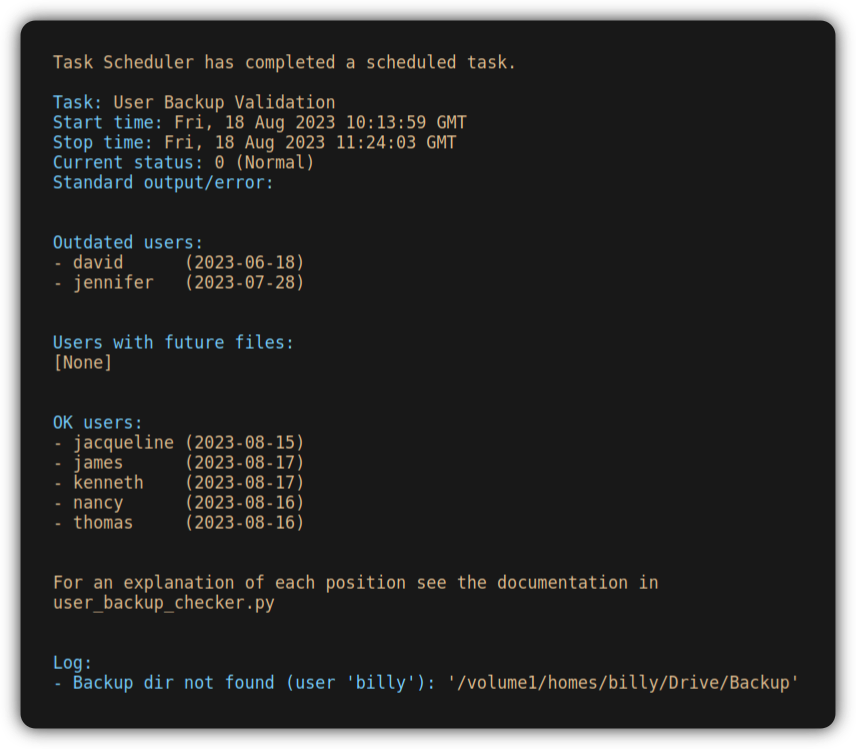 Task Scheduler has completed a scheduled task.
Task: User Backup Validation
Start time: Fri, 18 Aug 2023 10:13:59 GMT
Stop time: Fri, 18 Aug 2023 11:24:03 GMT
Current status: 0 (Normal)
Standard output/error:
Outdated users:
- david      (2023-06-18)
- jennifer   (2023-07-28)
Users with future files:
[None]
OK users:
- jacqueline (2023-08-15)
- james      (2023-08-17)
- kenneth    (2023-08-17)
- nancy      (2023-08-16)
- thomas     (2023-08-16)
For an explanation of each position see the documentation in
user_backup_checker.py
Log:
- Backup dir not found (user 'billy'): '/volume1/homes/billy/Drive/Backup'